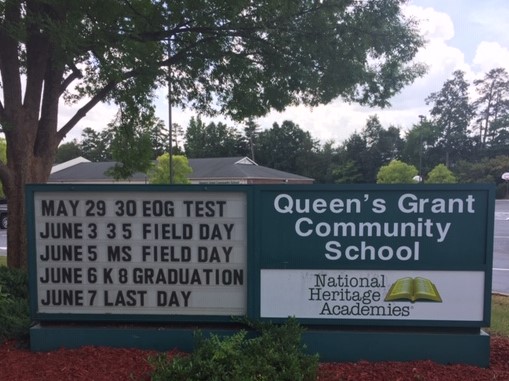 MAY 29 30 EOG TEST
JUNE 3 3 5 FIELD DAY
JUNE 5 MS FIELD DAY
JUNE 6 K 8 GRADUATION
JUNE 7 LAST DAY
Queen's Grant
Community
School
National
Heritage
Academies